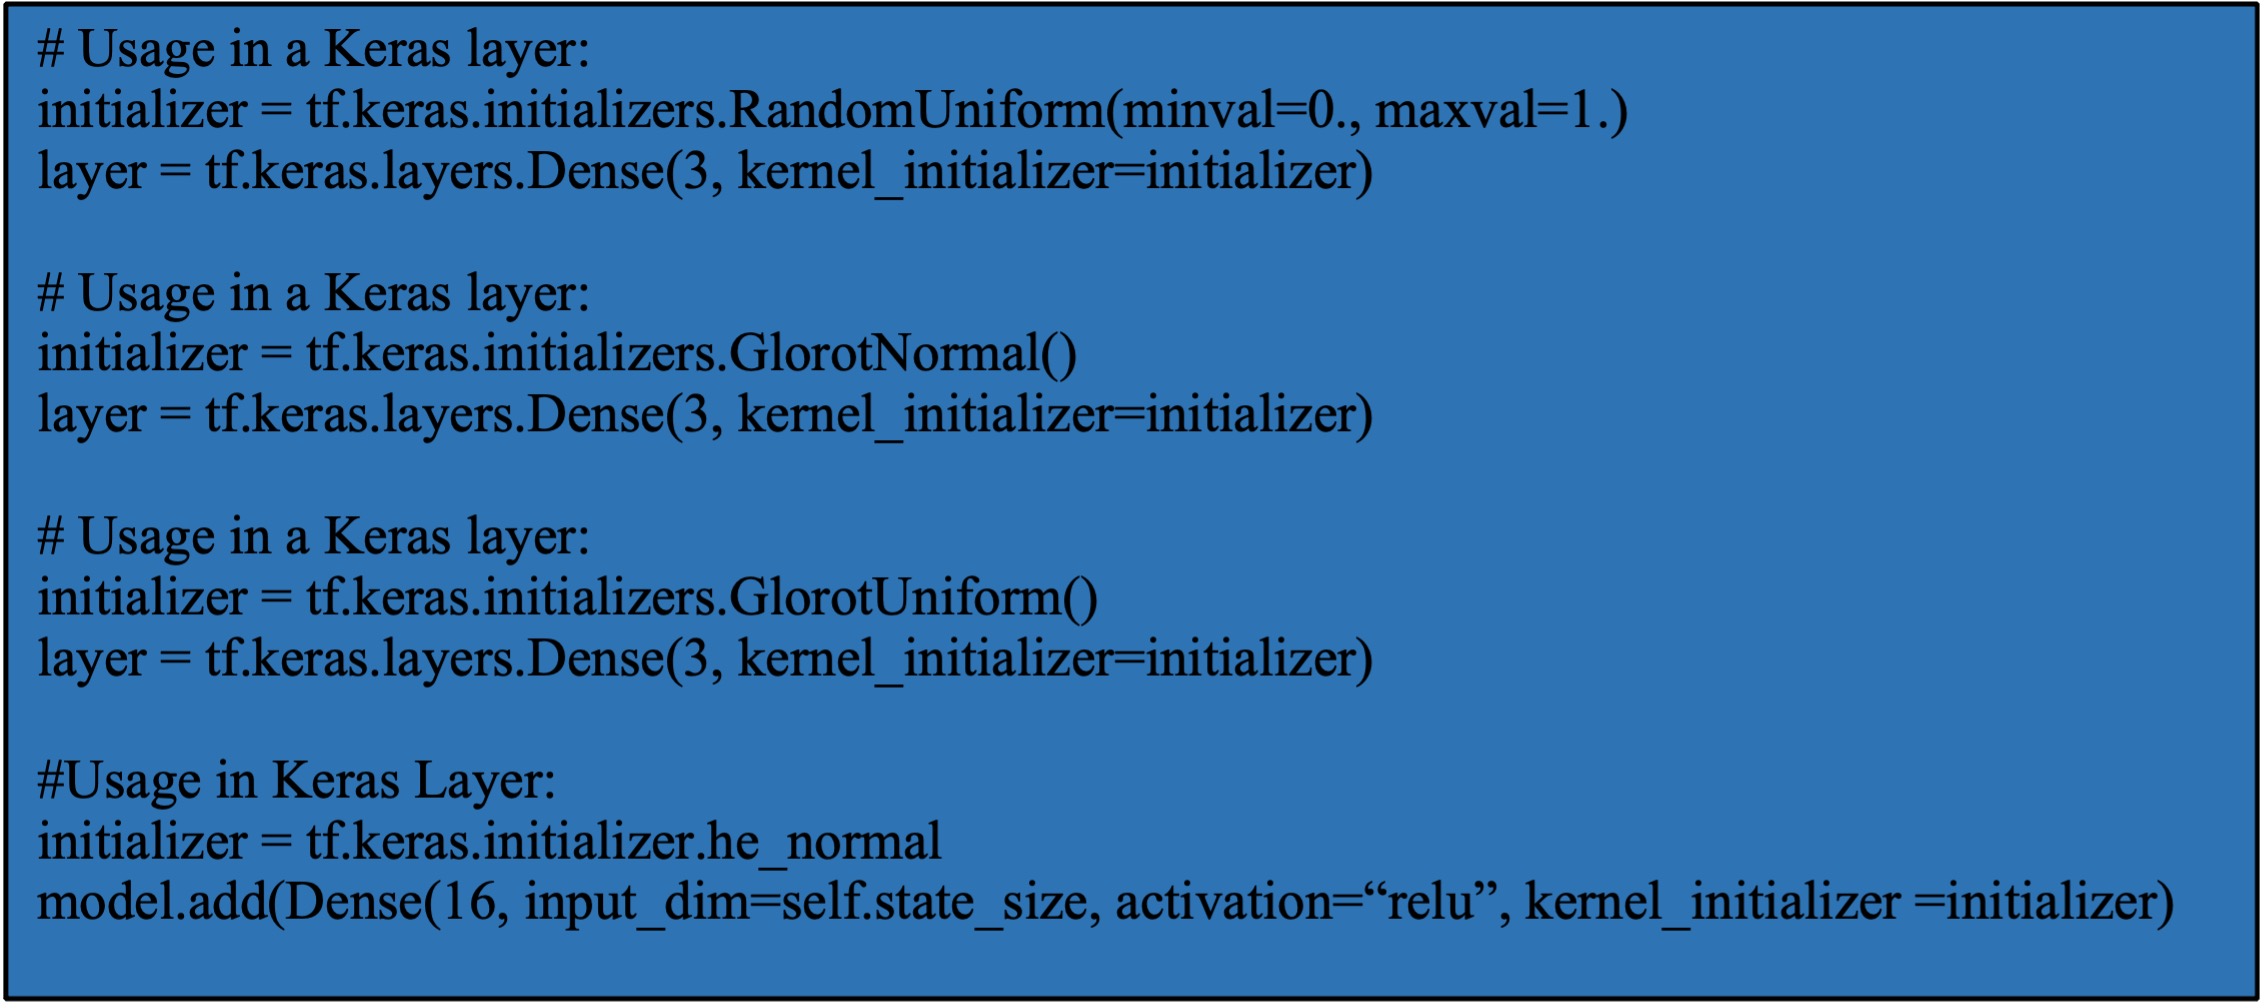 # Usage in a Keras layer:
initializer = tf.keras.initializers.RandomUniform(minval=0., maxval=1.)
layer = tf.keras.layers.Dense(3, kernel_initializer=initializer)
# Usage in a Keras layer:
initializer = tf.keras.initializers.GlorotNormal()
layer = tf.keras.layers.Dense(3, kernel_initializer=initializer)
# Usage in a Keras layer:
initializer = tf.keras.initializers.GlorotUniform()
layer = tf.keras.layers.Dense(3, kernel_initializer=initializer)
#Usage in Keras Layer:
initializer = tf.keras.initializer.he_normal
model.add(Dense(16, input_dim=self.state_size, activation=“relu”, kernel_initializer =initializer)